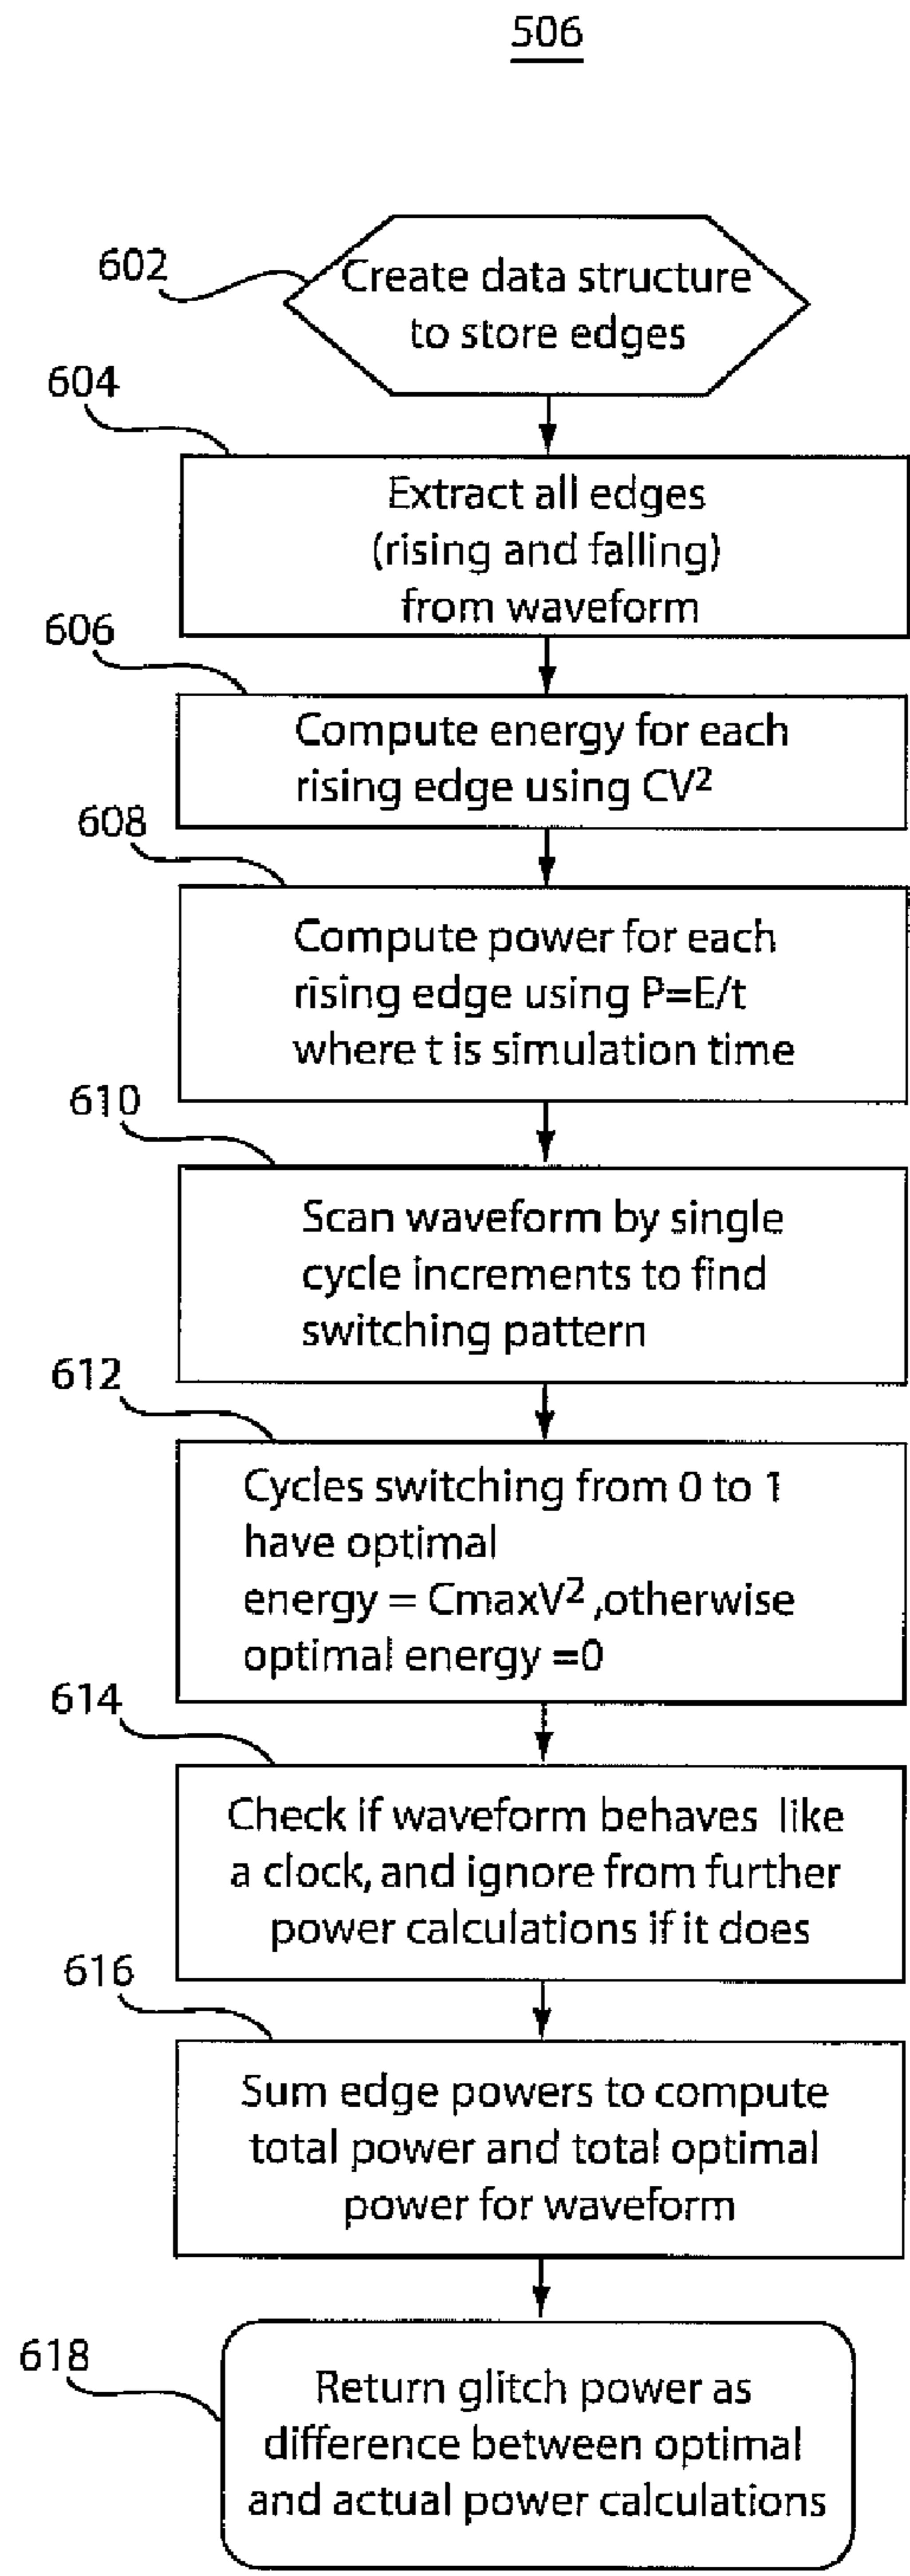 506
602
Create data structure
to store edges
604
Extract all edges
(rising and falling)
from waveform
606
Compute energy for each
rising edge using CV²
608
Compute power for each
rising edge using P=E/t
where t is simulation time
610
Scan waveform by single
cycle increments to find
switching pattern
612
Cycles switching from 0 to 1
have optimal
energy = CmaxV² ,otherwise
optimal energy =0
614
Check if waveform behaves like
a clock, and ignore from further
power calculations if it does
616
Sum edge powers to compute
total power and total optimal
power for waveform
618
Return glitch power as
difference between optimal
and actual power calculations